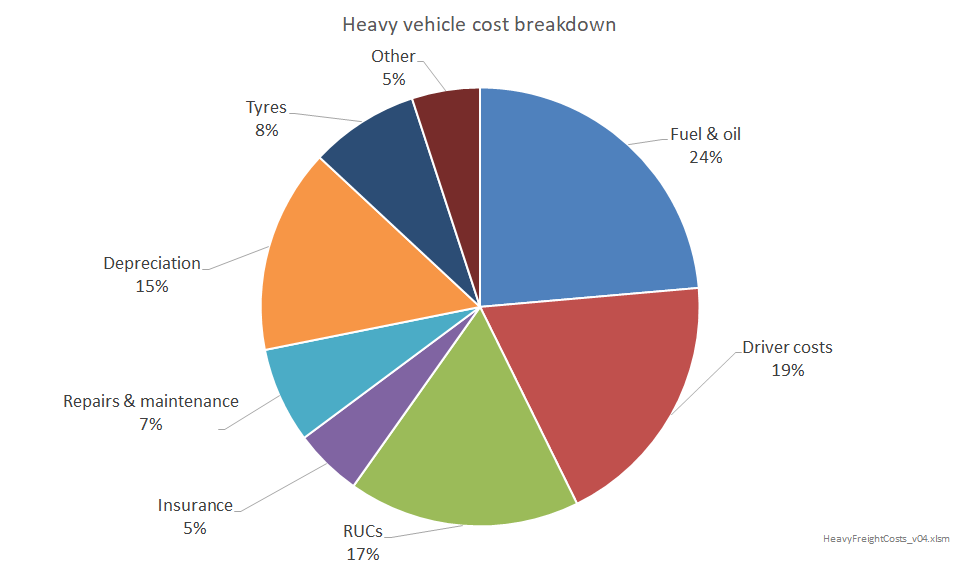 Heavy vehicle cost breakdown
Other
5%
Tyres
8%
Fuel & oil
24%
Depreciation
15%
Driver costs
19%
Repairs & maintenance
7%
Insurance
5%
RUCs
17%
HeavyFreightCosts_v04.xlsm